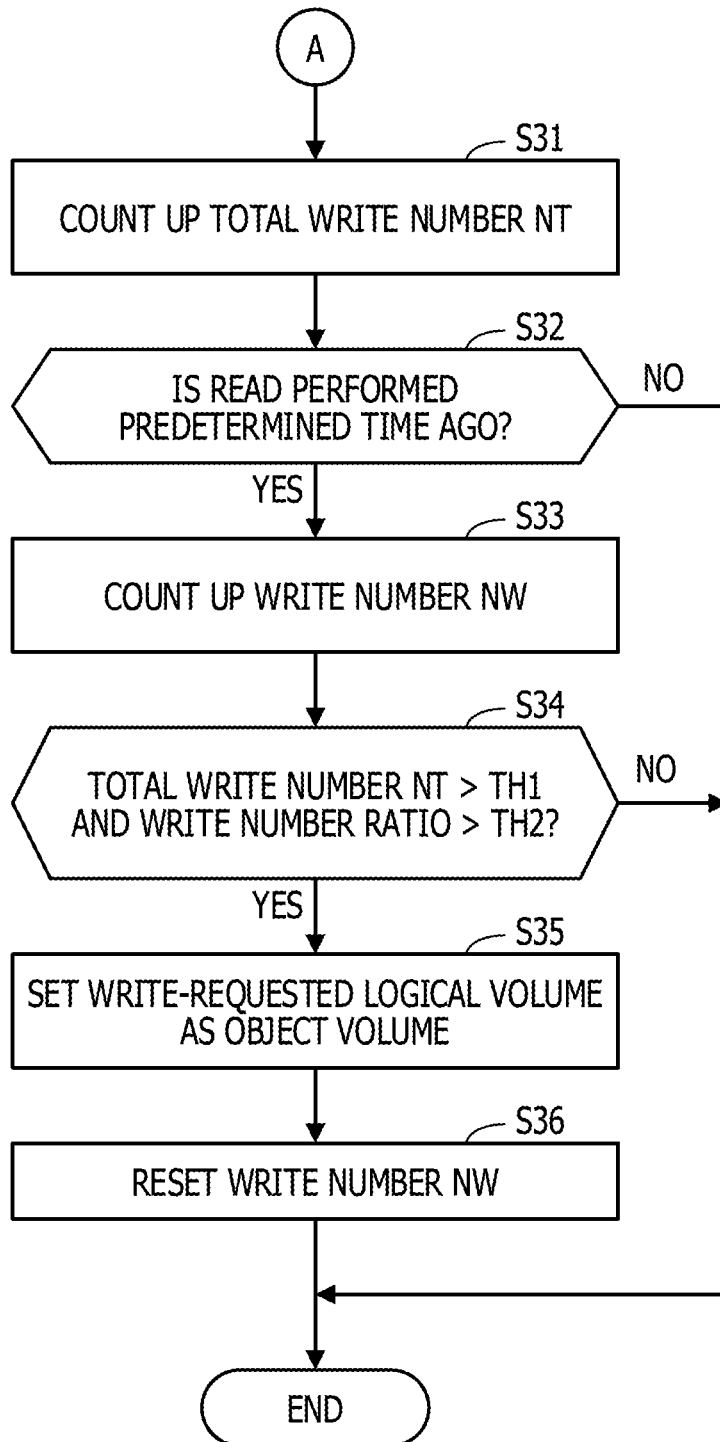 A
S31
COUNT UP TOTAL WRITE NUMBER NT
S32
IS READ PERFORMED
PREDETERMINED TIME AGO?
NO
YES
S33
COUNT UP WRITE NUMBER NW
S34
TOTAL WRITE NUMBER NT > TH1
AND WRITE NUMBER RATIO > TH2?
NO
YES
S35
SET WRITE-REQUESTED LOGICAL VOLUME
AS OBJECT VOLUME
S36
RESET WRITE NUMBER NW
END